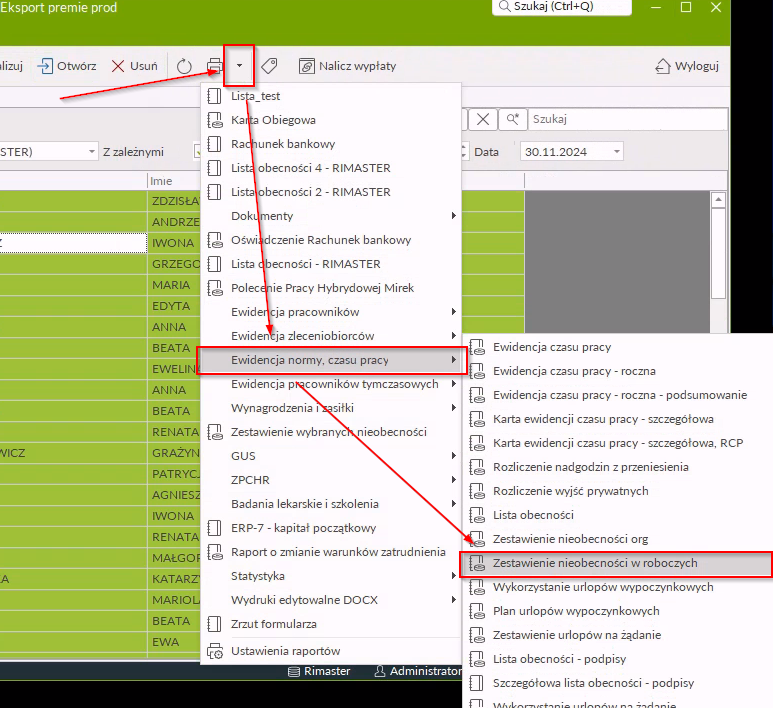 Eksport premie prod
Szukaj (Ctrl+Q)
lizuj
Otwórz
Usuń
Nalicz wypłaty
Wyloguj
Szukaj
STER)
Z zależnymi
Data
30.11.2024
Imie
ZDZISŁA
ANDRZE
IWONA
GRZEGO
MARIA
EDYTA
ANNA
BEATA
EWELIN
ANNA
BEATA
RENATA
WICZ
GRAŻYN
PATRYCJ
AGNIESZ
IWONA
RENATA
MAŁGOR
KA
KATARZY
MARIOLA
BEATA
EWA
Lista_test
Karta Obiegowa
Rachunek bankowy
Lista obecności 4 - RIMASTER
Lista obecności 2 - RIMASTER
Dokumenty
Oświadczenie Rachunek bankowy
Lista obecności - RIMASTER
Polecenie Pracy Hybrydowej Mirek
Ewidencja pracowników
Ewidencja zleceniobiorców
Ewidencja normy, czasu pracy
Ewidencja pracowników tymczasowych
Wynagrodzenia i zasiłki
Zestawienie wybranych nieobecności
GUS
ZPCHR
Badania lekarskie i szkolenia
ERP-7 - kapitał początkowy
Raport o zmianie warunków zatrudnienia
Statystyka
Wydruki edytowalne DOCX
Zrzut formularza
Ustawienia raportów
Ewidencja czasu pracy
Ewidencja czasu pracy - roczna
Ewidencja czasu pracy - roczna - podsumowanie
Karta ewidencji czasu pracy - szczegółowa
Karta ewidencji czasu pracy - szczegółowa, RCP
Rozliczenie nadgodzin z przeniesienia
Rozliczenie wyjść prywatnych
Lista obecności
Zestawienie nieobecności org
Zestawienie nieobecności w roboczych
Wykorzystanie urlopów wypoczynkowych
Plan urlopów wypoczynkowych
Zestawienie urlopów na żądanie
Lista obecności - podpisy
Szczegółowa lista obecności - podpisy
Wykorzystanie urlopów na żądanie
Rimaster
Administrator